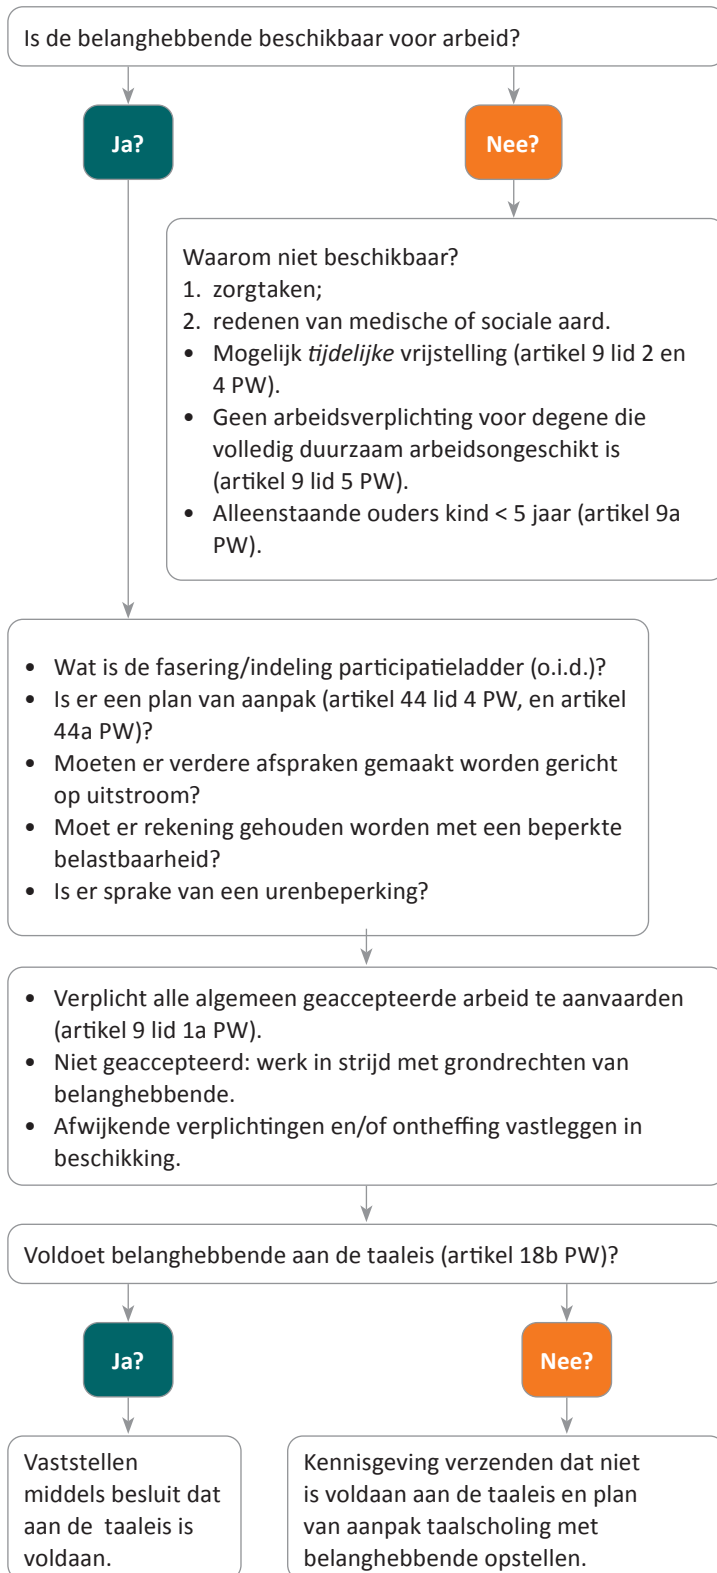 Is de belanghebbende beschikbaar voor arbeid?
Ja?
Nee?
Waarom niet beschikbaar?
1. zorgtaken;
2. redenen van medische of sociale aard.
• Mogelijk tijdelijke vrijstelling (artikel 9 lid 2 en
4 PW).
• Geen arbeidsverplichting voor degene die
volledig duurzaam arbeidsongeschikt is
(artikel 9 lid 5 PW).
• Alleenstaande ouders kind < 5 jaar (artikel 9a
PW).
• Wat is de fasering/indeling participatieladder (o.i.d.)?
• Is er een plan van aanpak (artikel 44 lid 4 PW, en artikel
44a PW)?
• Moeten er verdere afspraken gemaakt worden gericht
op uitstroom?
• Moet er rekening gehouden worden met een beperkte
belastbaarheid?
• Is er sprake van een urenbeperking?
• Verplicht alle algemeen geaccepteerde arbeid te aanvaarden
(artikel 9 lid 1a PW).
• Niet geaccepteerd: werk in strijd met grondrechten van
belanghebbende.
• Afwijkende verplichtingen en/of ontheffing vastleggen in
beschikking.
Voldoet belanghebbende aan de taaleis (artikel 18b PW)?
Ja?
Nee?
Vaststellen
middels besluit dat
aan de taaleis is
voldaan.
Kennisgeving verzenden dat niet
is voldaan aan de taaleis en plan
van aanpak taalscholing met
belanghebbende opstellen.